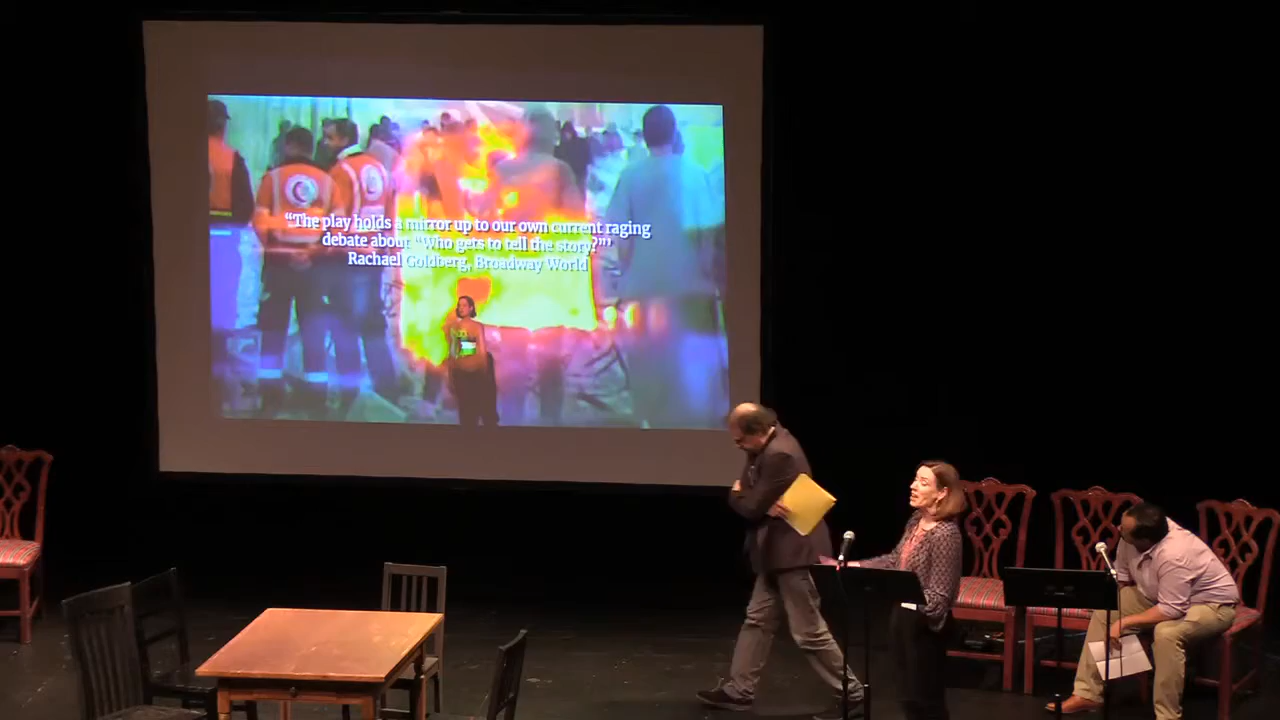 “The play holds a mirror up to our own current raging
debate about “Who gets to tell the story?”’
Rachael Goldberg, Broadway World